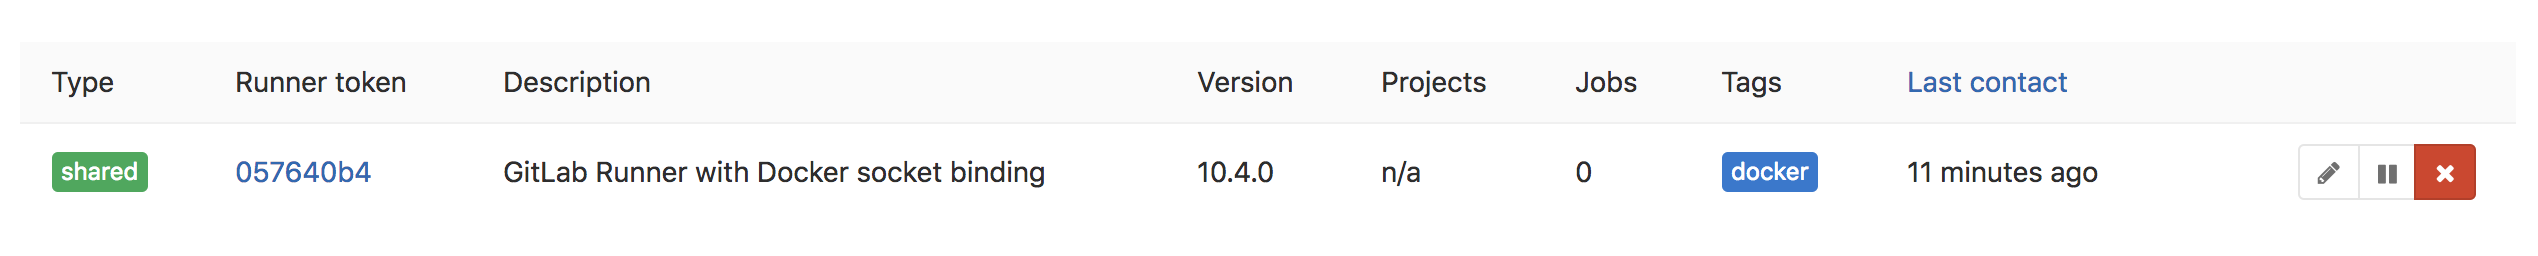 Type Runner token Description Version Projects Jobs Tags Last contact
shared 057640b4 GitLab Runner with Docker socket binding 10.4.0 n/a 0 docker 11 minutes ago